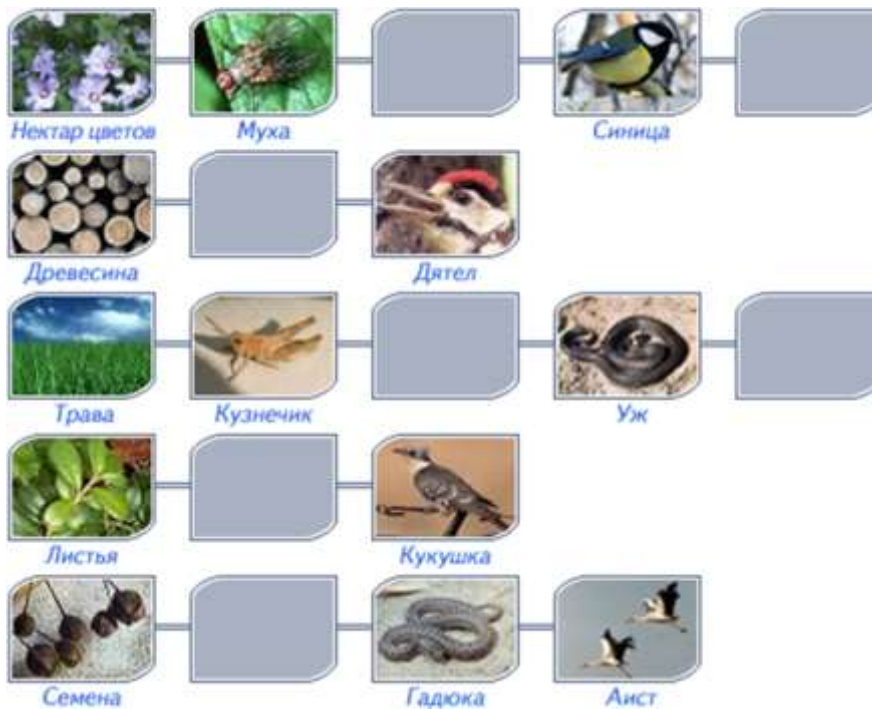 Нектар цветов Муха Синица
Древесина Дятел
Трава Кузнечик Уж
Листья Кукушка
Семена Гадюка Аист